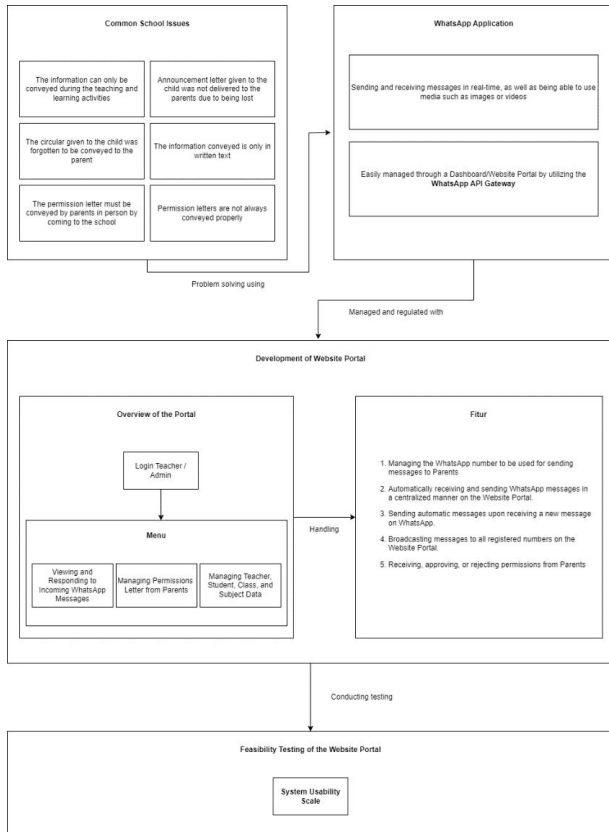 Common School Issues
The information can only be
conveyed during the teaching and
learning activities
Announcement letter given to the
child was not delivered to the
parents due to being lost
The circular given to the child was
forgotten to be conveyed to the
parent
The information conveyed is only in
written text
The permission letter must be
conveyed by parents in person by
coming to the school
Permission letters are not always
conveyed properly
WhatsApp Application
Sending and receiving messages in real-time, as well as being able to use
media such as images or videos
Easily managed through a Dashboard/Website Portal by utilizing the
WhatsApp API Gateway
Problem solving using
Managed and regulated with
Development of Website Portal
Overview of the Portal
Login Teacher /
Admin
Menu
Viewing and
Responding to
Incoming WhatsApp
Messages
Managing Permissions
Letter from Parents
Managing Teacher,
Student, Class, and
Subject Data
Handling
Fitur
1. Managing the WhatsApp number to be used for sending
messages to Parents
2. Automatically receiving and sending WhatsApp messages in
a centralized manner on the Website Portal.
3. Sending automatic messages upon receiving a new message
on WhatsApp.
4. Broadcasting messages to all registered numbers on the
Website Portal.
5. Receiving, approving, or rejecting permissions from Parents
Conducting testing
Feasibility Testing of the Website Portal
System Usability
Scale